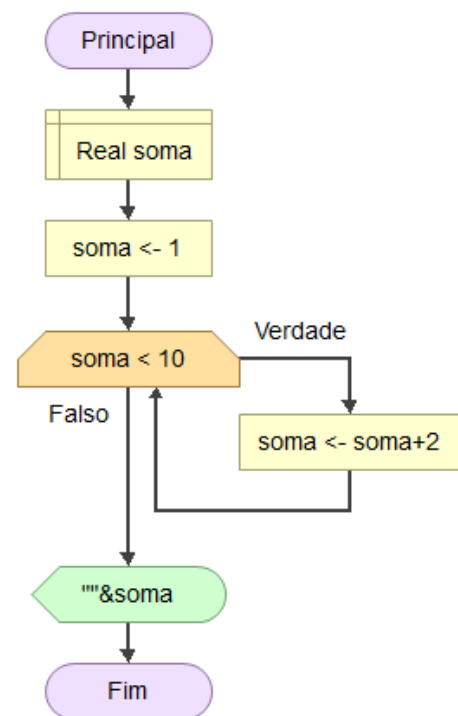 Principal
Real soma
soma <- 1
soma < 10
Verdade
Falso
soma <- soma+2
""&soma
Fim